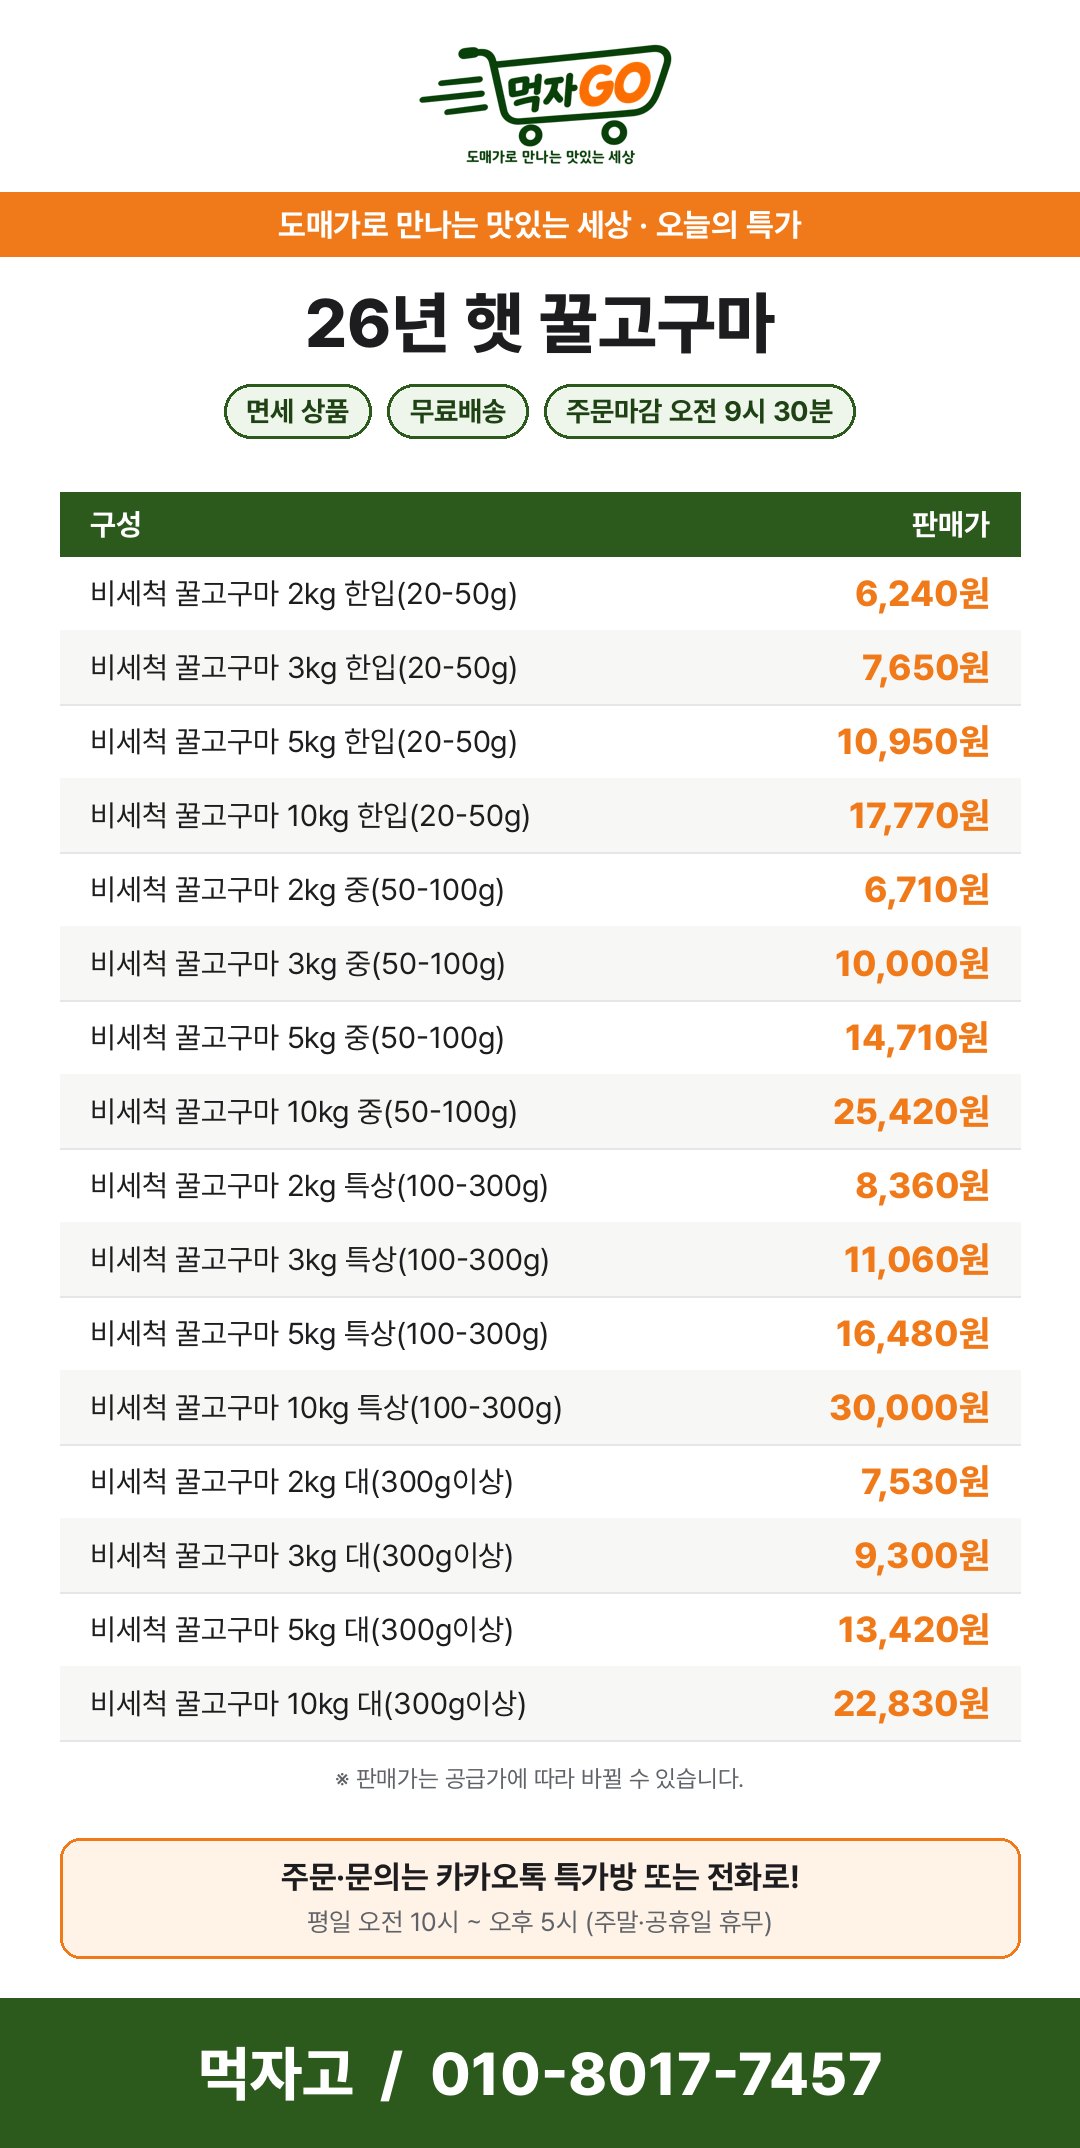 먹자GO
도매가로 만나는 맛있는 세상
도매가로 만나는 맛있는 세상 · 오늘의 특가
26년 햇 꿀고구마
면세 상품 무료배송 주문마감 오전 9시 30분
구성 판매가
비세척 꿀고구마 2kg 한입(20-50g) 6,240원
비세척 꿀고구마 3kg 한입(20-50g) 7,650원
비세척 꿀고구마 5kg 한입(20-50g) 10,950원
비세척 꿀고구마 10kg 한입(20-50g) 17,770원
비세척 꿀고구마 2kg 중(50-100g) 6,710원
비세척 꿀고구마 3kg 중(50-100g) 10,000원
비세척 꿀고구마 5kg 중(50-100g) 14,710원
비세척 꿀고구마 10kg 중(50-100g) 25,420원
비세척 꿀고구마 2kg 특상(100-300g) 8,360원
비세척 꿀고구마 3kg 특상(100-300g) 11,060원
비세척 꿀고구마 5kg 특상(100-300g) 16,480원
비세척 꿀고구마 10kg 특상(100-300g) 30,000원
비세척 꿀고구마 2kg 대(300g이상) 7,530원
비세척 꿀고구마 3kg 대(300g이상) 9,300원
비세척 꿀고구마 5kg 대(300g이상) 13,420원
비세척 꿀고구마 10kg 대(300g이상) 22,830원
※ 판매가는 공급가에 따라 바뀔 수 있습니다.
주문·문의는 카카오톡 특가방 또는 전화로!
평일 오전 10시 ~ 오후 5시 (주말·공휴일 휴무)
먹자고 / 010-8017-7457